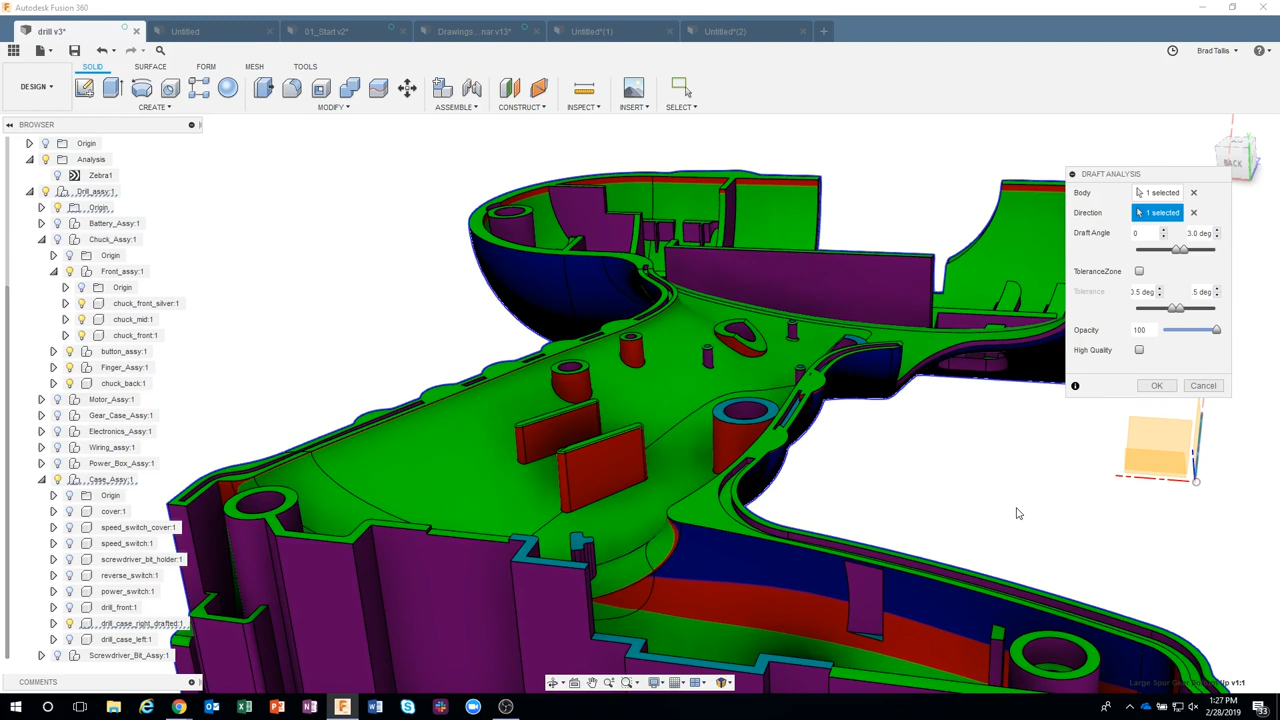 Autodesk Fusion 360
drill v3*
Untitled
01_Start v2*
Drawings...nar v13*
Untitled*(1)
Untitled*(2)
Brad Tallis
SOLID
SURFACE
FORM
MESH
TOOLS
DESIGN
CREATE
MODIFY
ASSEMBLE
CONSTRUCT
INSPECT
INSERT
SELECT
BROWSER
Origin
Analysis
Zebra1
Drill_assy:1
Origin
Battery_Assy:1
Chuck_Assy:1
Origin
Front_assy:1
Origin
chuck_front_silver:1
chuck_mid:1
chuck_front:1
button_assy:1
Finger_Assy:1
chuck_back:1
Motor_Assy:1
Gear_Case_Assy:1
Electronics_Assy:1
Wiring_assy:1
Power_Box_Assy:1
Case_Assy:1
Origin
cover:1
speed_switch_cover:1
speed_switch:1
screwdriver_bit_holder:1
reverse_switch:1
power_switch:1
drill_front:1
drill_case_right_drafted:1
drill_case_left:1
Screwdriver_Bit_Assy:1
COMMENTS
BACK
DRAFT ANALYSIS
Body 1 selected
Direction 1 selected
Draft Angle 0 3.0 deg
ToleranceZone
Tolerance 0.5 deg .5 deg
Opacity 100
High Quality
OK Cancel
1:27 PM
2/28/2019
33